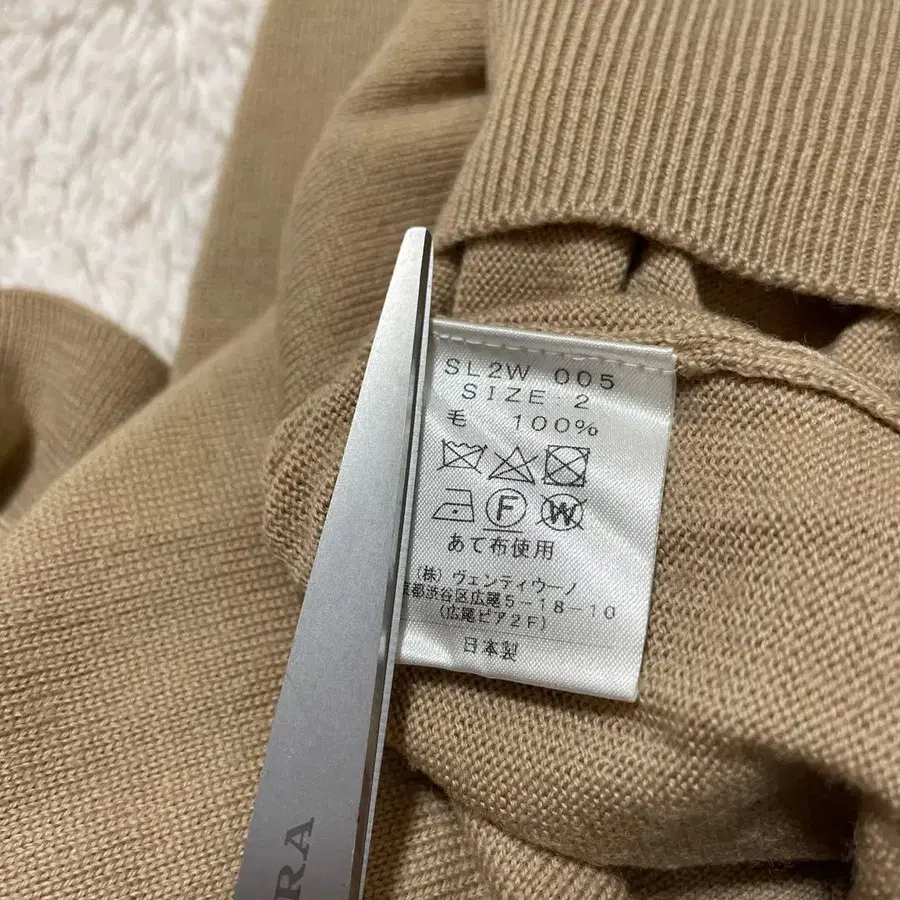 SL2W 005
SIZE:2
毛 100%
F W
あて布使用
(株) ヴェンティウーノ
都渋谷区広尾5-18-10
(広尾ピア2F)
日本製
RA